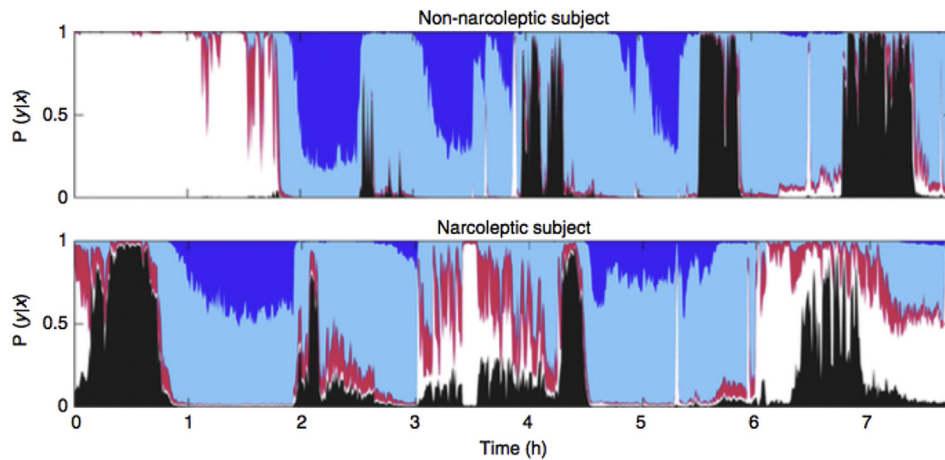 Non-narcoleptic subject
1
0.5
0
P (y|x)
Narcoleptic subject
1
0.5
0
P (y|x)
0 1 2 3 4 5 6 7
Time (h)